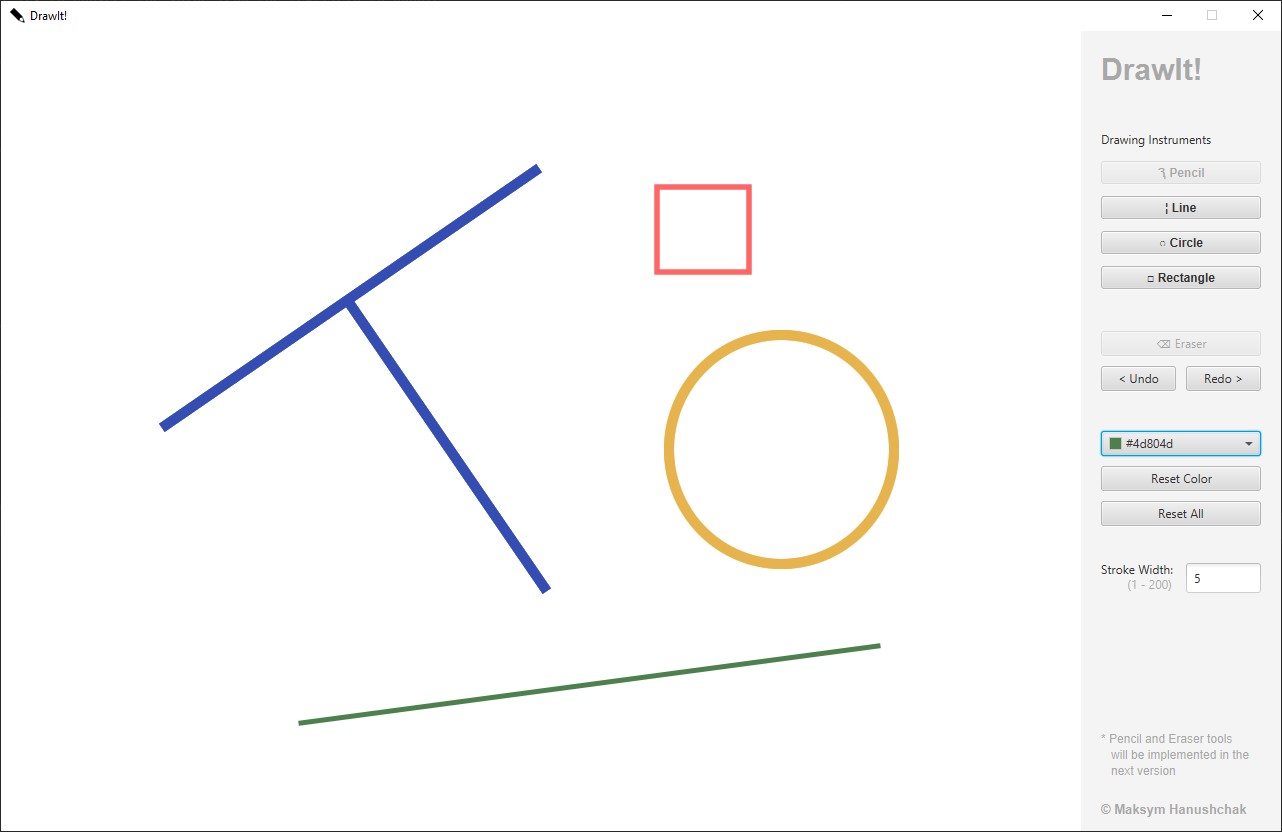 DrawIt!
DrawIt!
Drawing Instruments
Pencil
¦ Line
○ Circle
□ Rectangle
⌫ Eraser
< Undo Redo >
#4d804d
Reset Color
Reset All
Stroke Width: 5
(1 - 200)
* Pencil and Eraser tools
will be implemented in the
next version
© Maksym Hanushchak